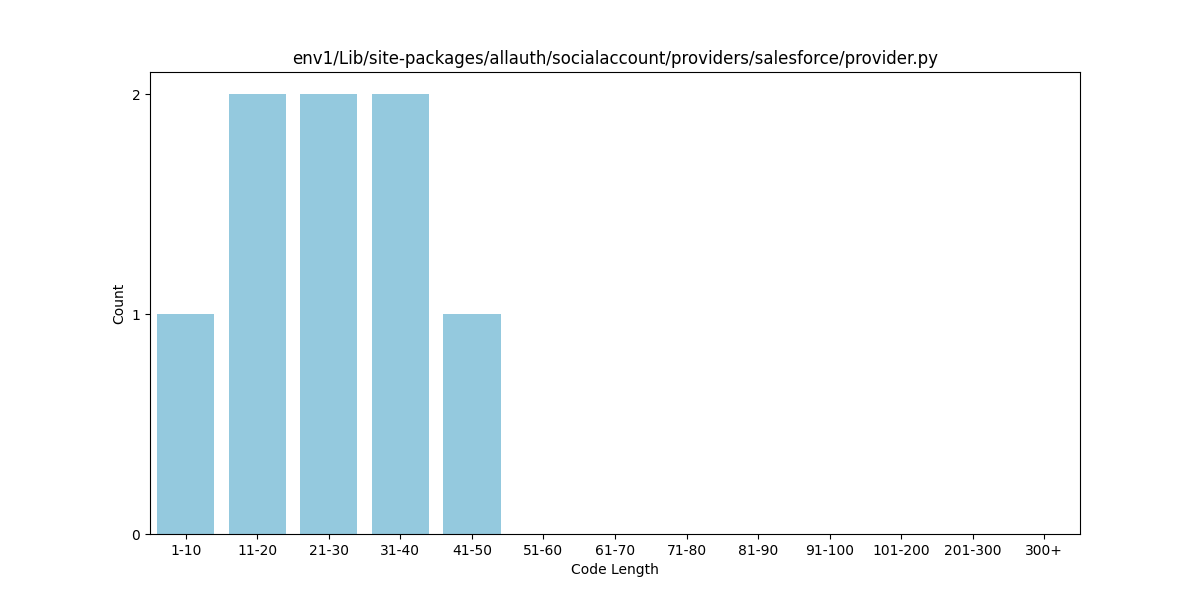 env1/Lib/site-packages/allauth/socialaccount/providers/salesforce/provider.py
2
1
0
Count
1-10 11-20 21-30 31-40 41-50 51-60 61-70 71-80 81-90 91-100 101-200 201-300 300+
Code Length